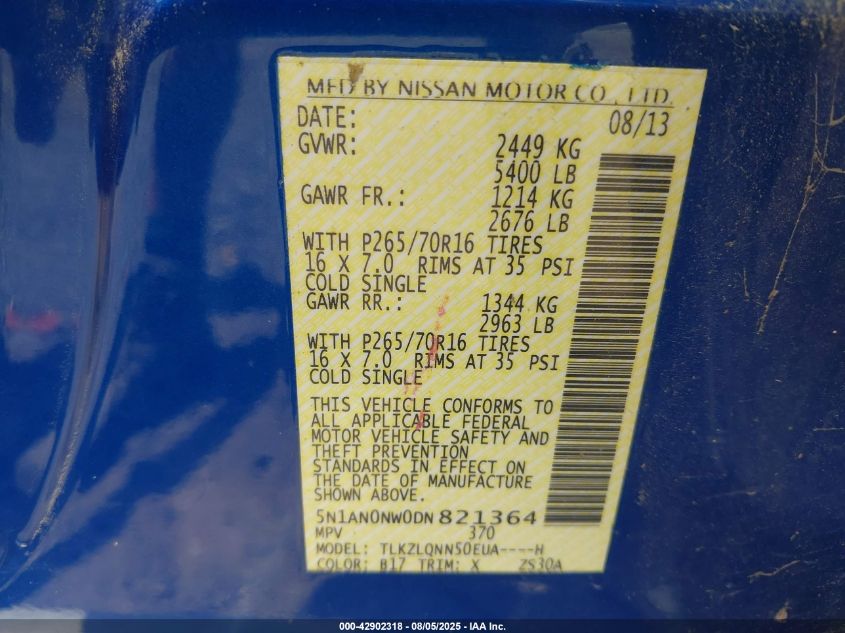 MFD BY NISSAN MOTOR CO., LTD.
DATE: 08/13
GVWR: 2449 KG
5400 LB
GAWR FR.: 1214 KG
2676 LB
WITH P265/70R16 TIRES
16 X 7.0 RIMS AT 35 PSI
COLD SINGLE
GAWR RR.: 1344 KG
2963 LB
WITH P265/70R16 TIRES
16 X 7.0 RIMS AT 35 PSI
COLD SINGLE
THIS VEHICLE CONFORMS TO
ALL APPLICABLE FEDERAL
MOTOR VEHICLE SAFETY AND
THEFT PREVENTION
STANDARDS IN EFFECT ON
THE DATE OF MANUFACTURE
SHOWN ABOVE.
5N1AN0NW0DN821364
MPV 370
MODEL: TLKZLQNN50EUA----H
COLOR: B17 TRIM: X ZS30A
000-42902318 - 08/05/2025 - IAA Inc.